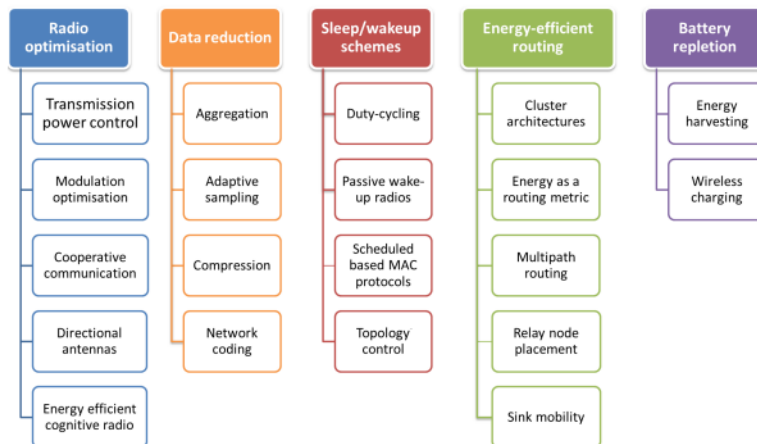 Radio
optimisation
Transmission
power control
Modulation
optimisation
Cooperative
communication
Directional
antennas
Energy efficient
cognitive radio
Data reduction
Aggregation
Adaptive
sampling
Compression
Network
coding
Sleep/wakeup
schemes
Duty-cycling
Passive wake-
up radios
Scheduled
based MAC
protocols
Topology
control
Energy-efficient
routing
Cluster
architectures
Energy as a
routing metric
Multipath
routing
Relay node
placement
Sink mobility
Battery
repletion
Energy
harvesting
Wireless
charging